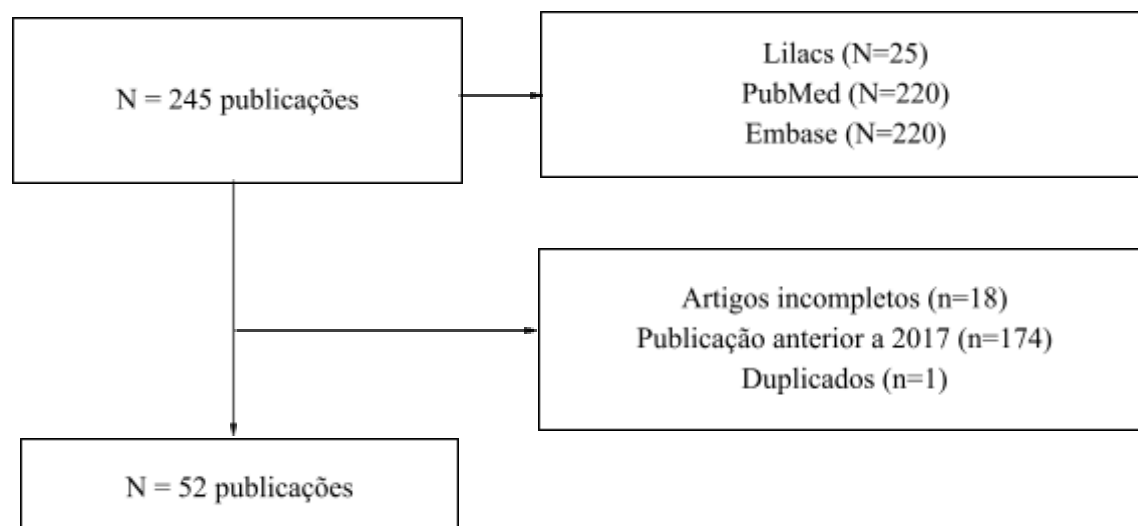 N = 245 publicações
Lilacs (N=25)
PubMed (N=220)
Embase (N=220)
Artigos incompletos (n=18)
Publicação anterior a 2017 (n=174)
Duplicados (n=1)
N = 52 publicações